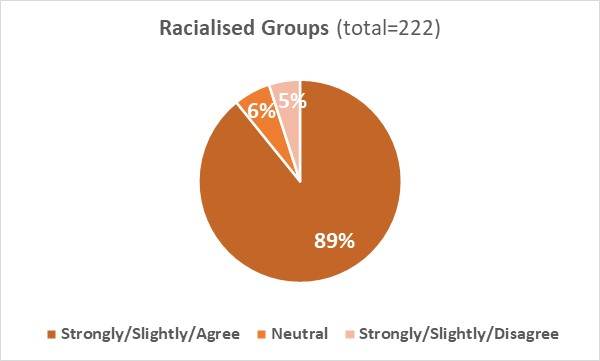 Racialised Groups (total=222)
5%
6%
89%
Strongly/Slightly/Agree Neutral Strongly/Slightly/Disagree